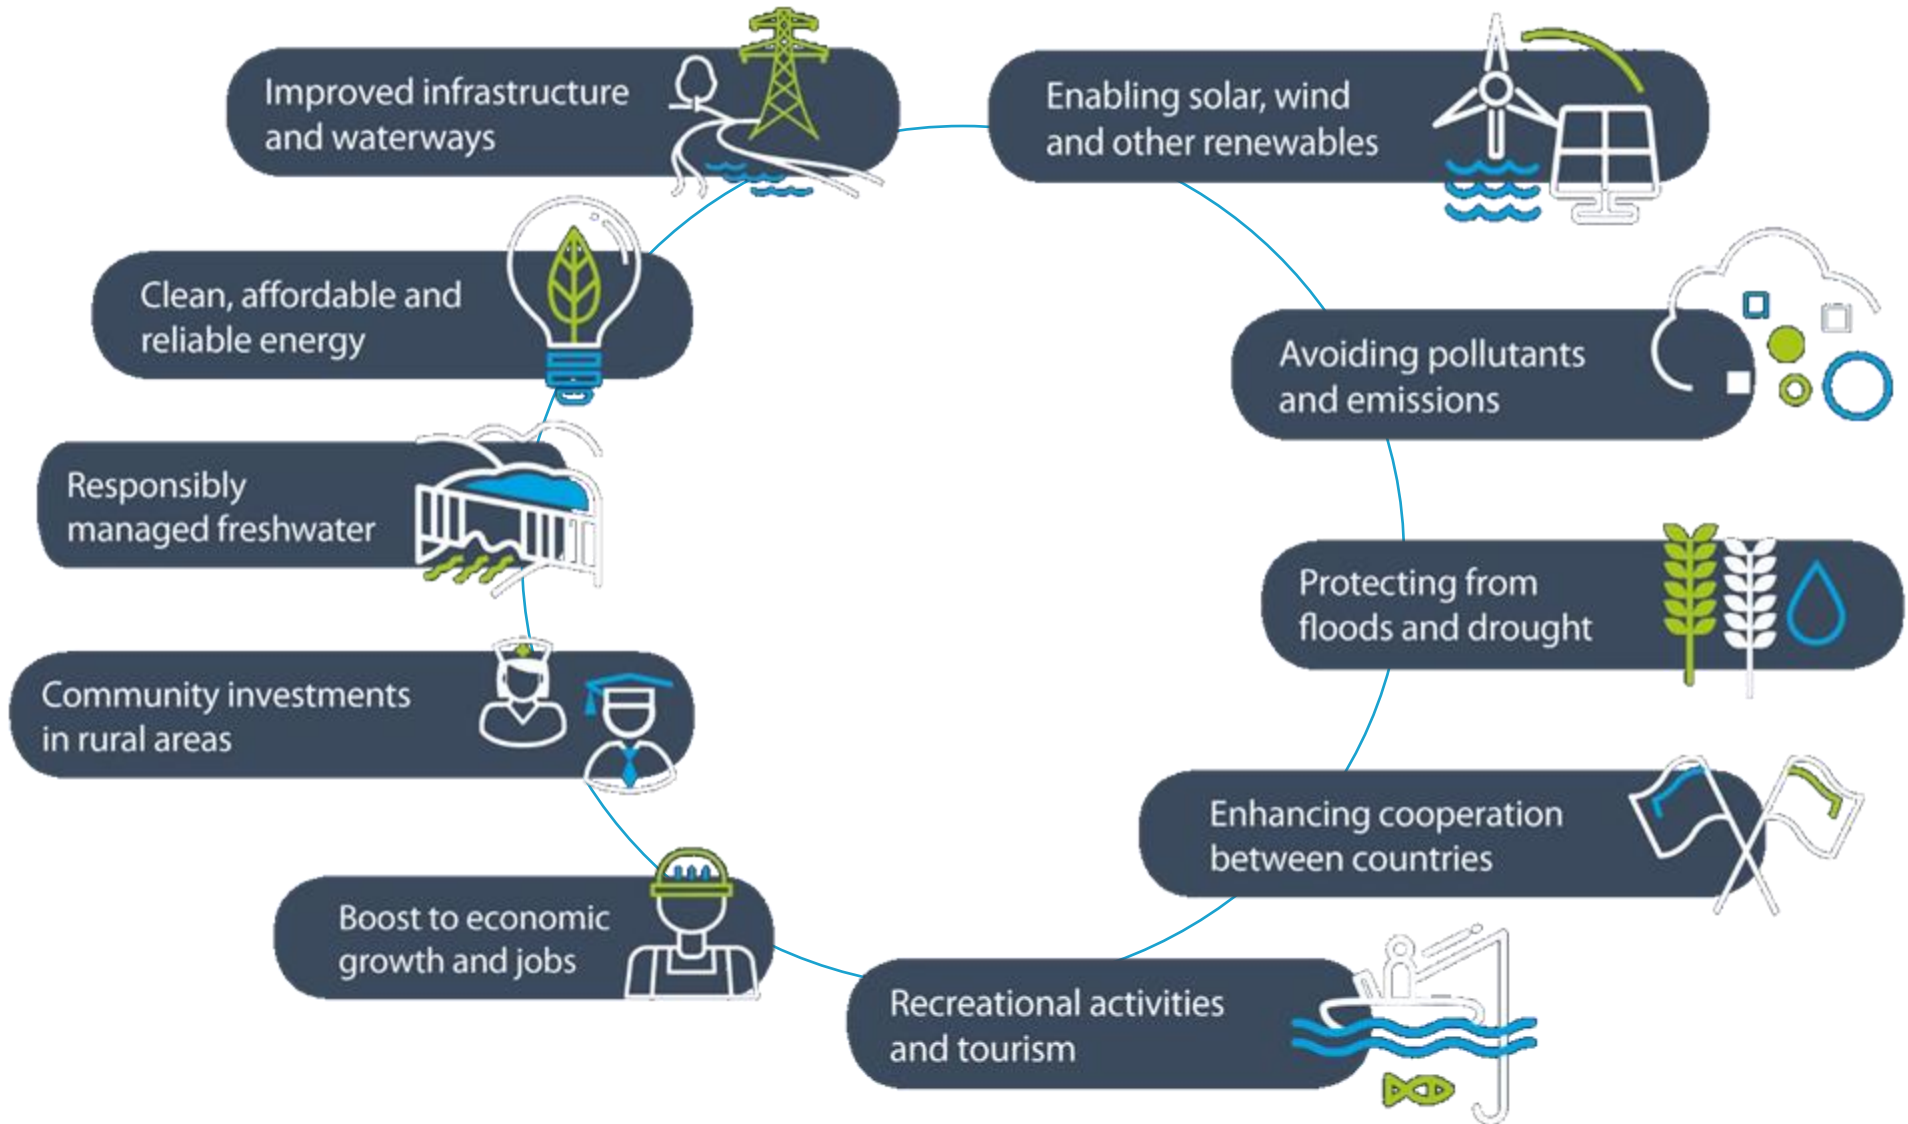 Improved infrastructure
and waterways
Enabling solar, wind
and other renewables
Clean, affordable and
reliable energy
Avoiding pollutants
and emissions
Responsibly
managed freshwater
Protecting from
floods and drought
Community investments
in rural areas
Enhancing cooperation
between countries
Boost to economic
growth and jobs
Recreational activities
and tourism